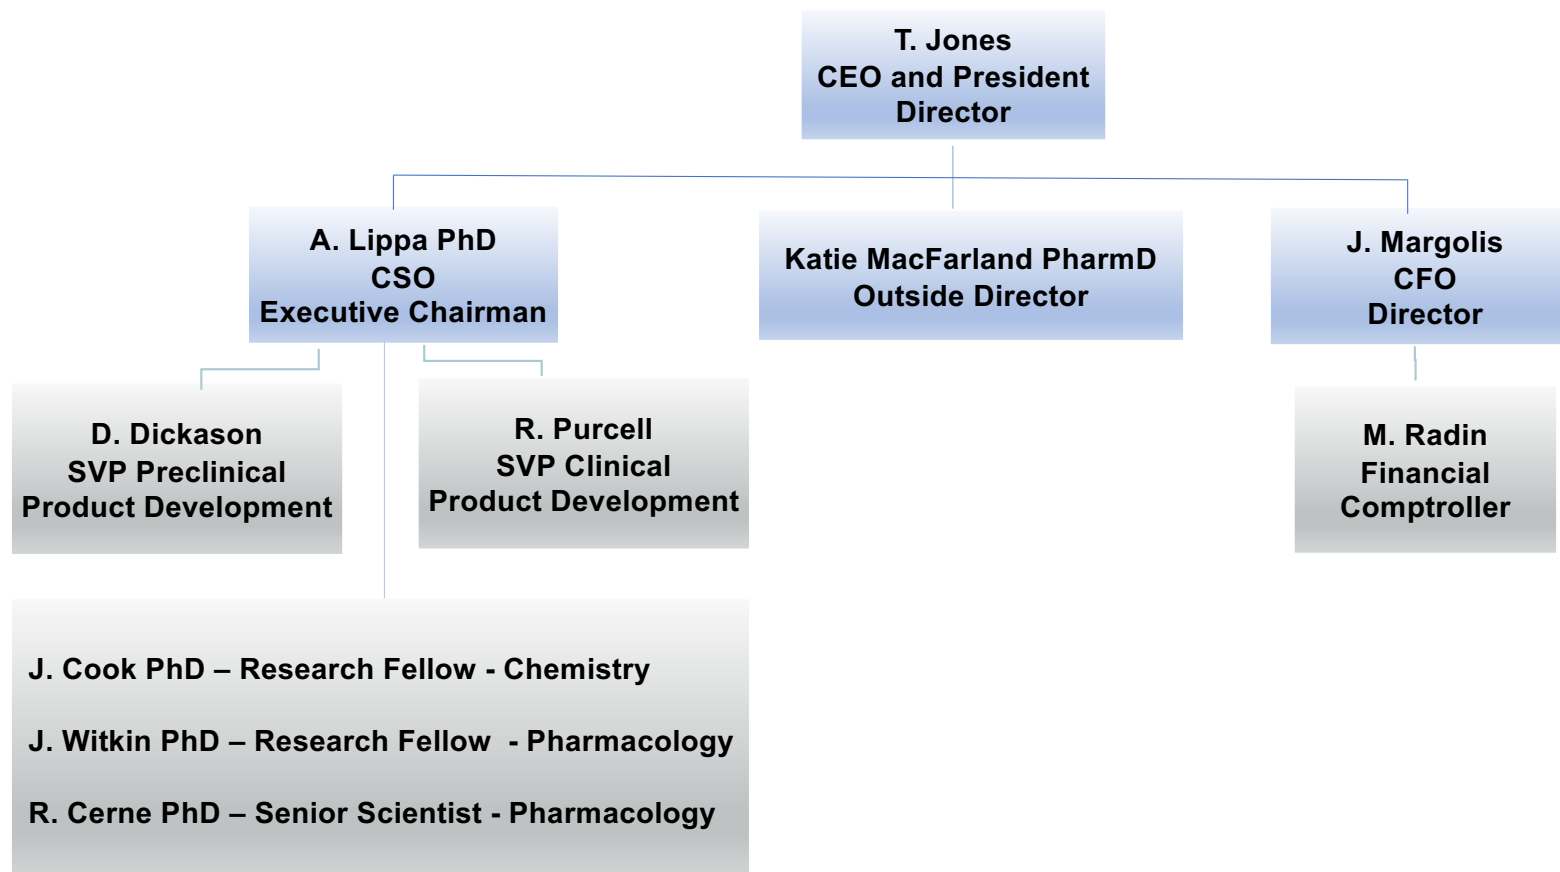 T. Jones
CEO and President
Director
A. Lippa PhD
CSO
Executive Chairman
Katie MacFarland PharmD
Outside Director
J. Margolis
CFO
Director
D. Dickason
SVP Preclinical
Product Development
R. Purcell
SVP Clinical
Product Development
M. Radin
Financial
Comptroller
J. Cook PhD – Research Fellow - Chemistry
J. Witkin PhD – Research Fellow  - Pharmacology
R. Cerne PhD – Senior Scientist - Pharmacology